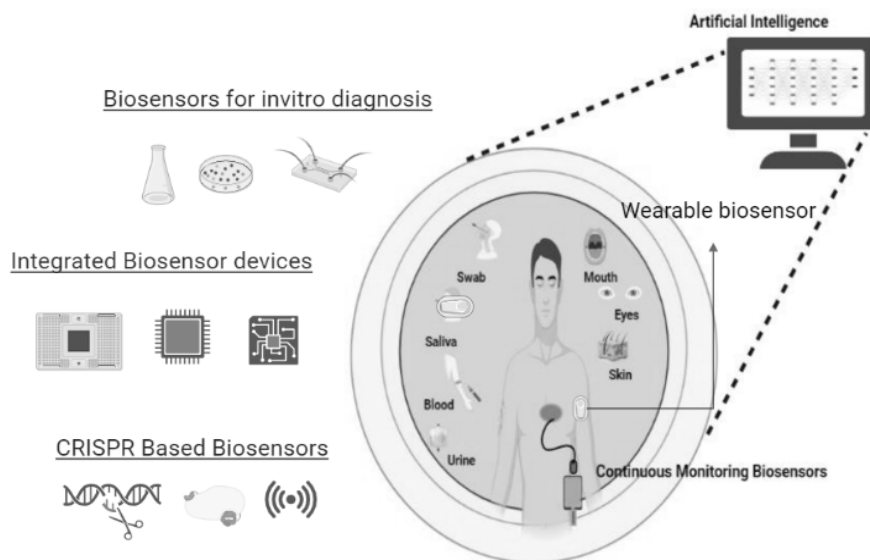 Artificial Intelligence
Biosensors for invitro diagnosis
Wearable biosensor
Integrated Biosensor devices
Swab
Mouth
Eyes
Saliva
Skin
Blood
Urine
CRISPR Based Biosensors
Continuous Monitoring Biosensors